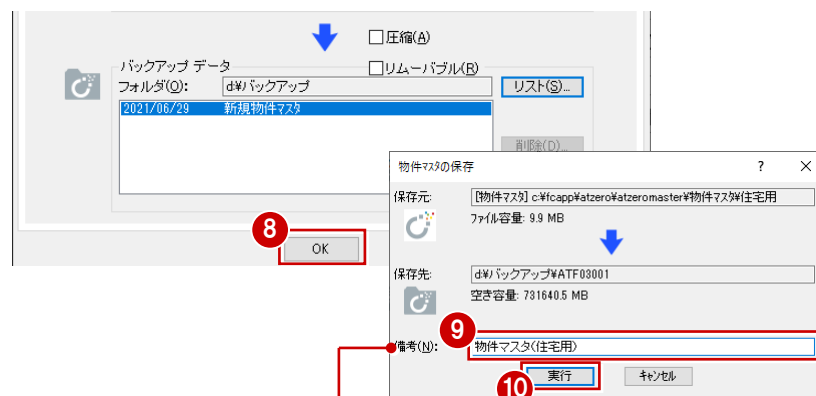 圧縮(A)
バックアップ データ
リムーバブル(R)
フォルダ(O):
d:¥バックアップ
リスト(S)...
2021/06/29 新規物件マスタ
削除(D)...
物件マスタの保存 ? ×
保存元:
[物件マスタ] c:¥fcapp¥atzero¥atzeromaster¥物件マスタ¥住宅用
ファイル容量: 9.9 MB
8
OK
保存先:
d:¥バックアップ¥ATF03001
空き容量: 731640.5 MB
9
備考(N):
物件マスタ(住宅用)
10
実行
キャンセル